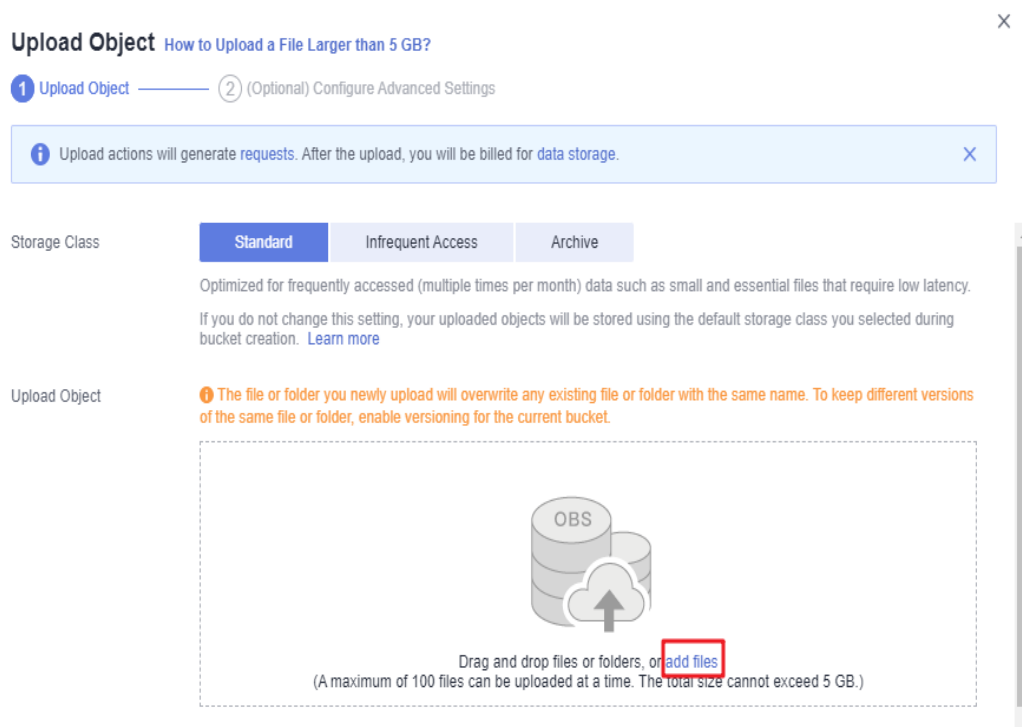 Upload Object How to Upload a File Larger than 5 GB?
1 Upload Object 2 (Optional) Configure Advanced Settings
Upload actions will generate requests. After the upload, you will be billed for data storage.
Storage Class Standard Infrequent Access Archive
Optimized for frequently accessed (multiple times per month) data such as small and essential files that require low latency.
If you do not change this setting, your uploaded objects will be stored using the default storage class you selected during
bucket creation. Learn more
Upload Object The file or folder you newly upload will overwrite any existing file or folder with the same name. To keep different versions
of the same file or folder, enable versioning for the current bucket.
OBS
Drag and drop files or folders, or add files
(A maximum of 100 files can be uploaded at a time. The total size cannot exceed 5 GB.)